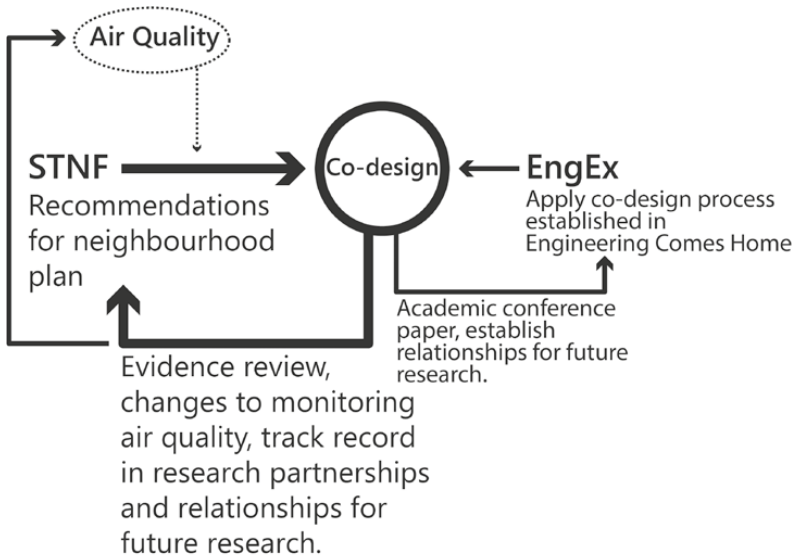 Air Quality
STNF
Recommendations
for neighbourhood
plan
Co-design
EngEx
Apply co-design process
established in
Engineering Comes Home
Academic conference
paper, establish
relationships for future
research.
Evidence review,
changes to monitoring
air quality, track record
in research partnerships
and relationships for
future research.